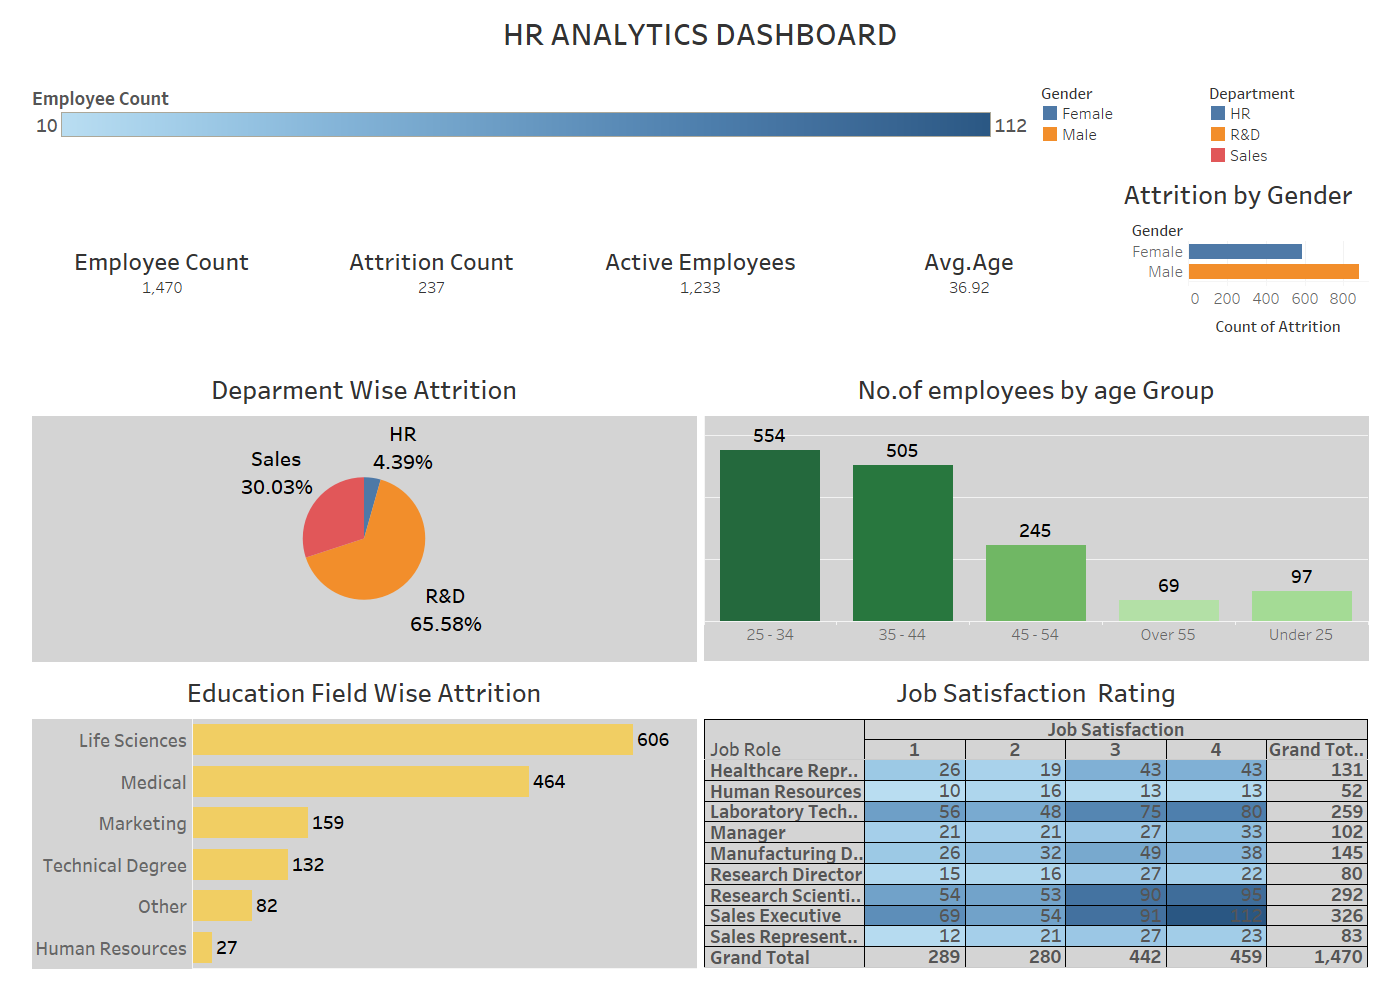 HR ANALYTICS DASHBOARD
Employee Count
10 112
Gender
Female
Male
Department
HR
R&D
Sales
Attrition by Gender
Gender
Female
Male
0 200 400 600 800
Count of Attrition
Employee Count
1,470
Attrition Count
237
Active Employees
1,233
Avg.Age
36.92
Deparment Wise Attrition
HR
4.39%
Sales
30.03%
R&D
65.58%
No.of employees by age Group
554 505 245 69 97
25 - 34 35 - 44 45 - 54 Over 55 Under 25
Education Field Wise Attrition
Life Sciences 606
Medical 464
Marketing 159
Technical Degree 132
Other 82
Human Resources 27
Job Satisfaction Rating
Job Satisfaction
Job Role 1 2 3 4 Grand Tot..
Healthcare Repr.. 26 19 43 43 131
Human Resources 10 16 13 13 52
Laboratory Tech.. 56 48 75 80 259
Manager 21 21 27 33 102
Manufacturing D.. 26 32 49 38 145
Research Director 15 16 27 22 80
Research Scienti.. 54 53 90 95 292
Sales Executive 69 54 91 112 326
Sales Represent.. 12 21 27 23 83
Grand Total 289 280 442 459 1,470